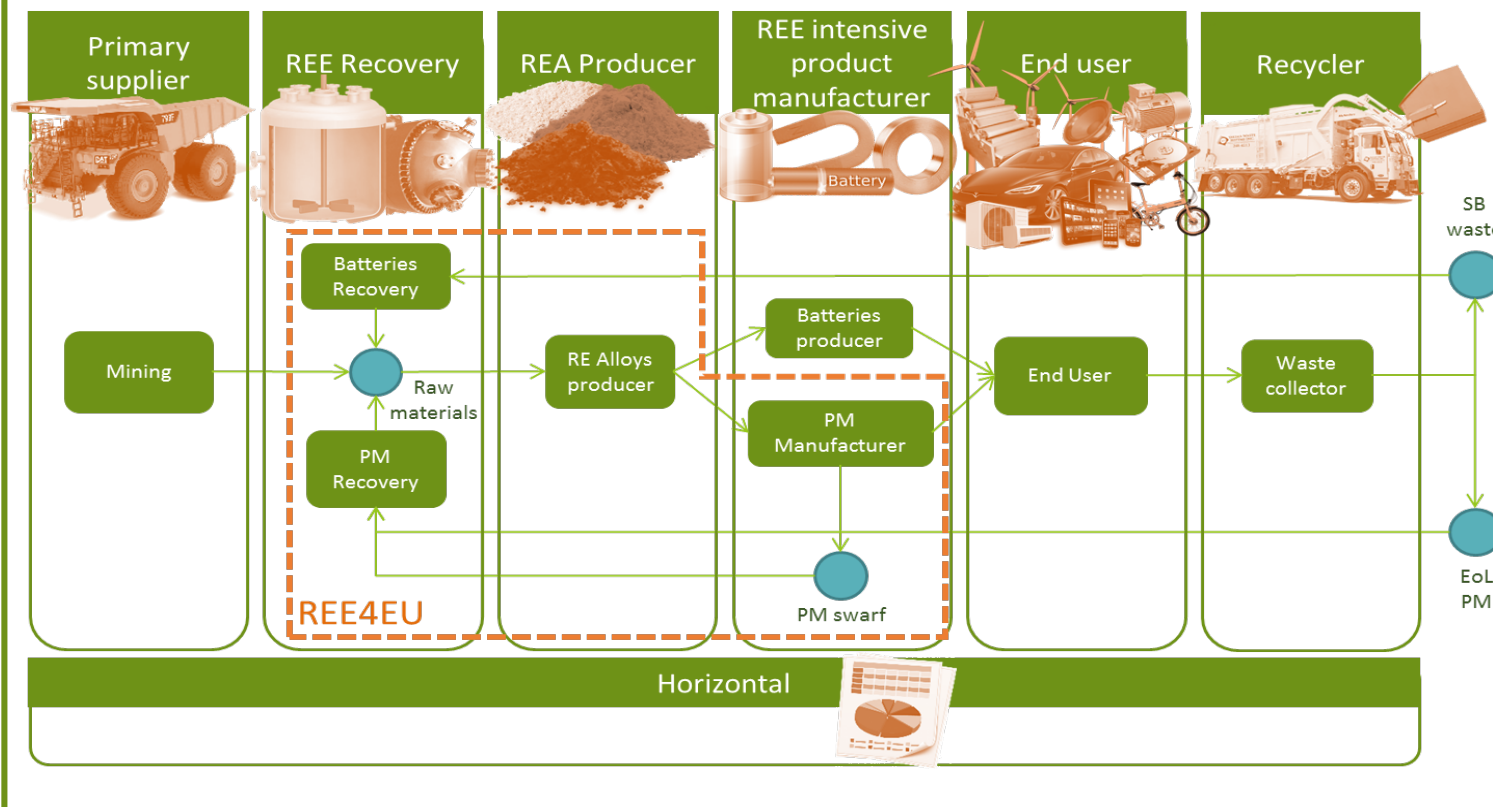 Primary
supplier
REE Recovery
REA Producer
REE intensive
product
manufacturer
End user
Recycler
Battery
SB
waste
Batteries
Recovery
Mining
Raw
materials
RE Alloys
producer
Batteries
producer
PM
Manufacturer
End User
Waste
collector
PM
Recovery
REE4EU
PM swarf
EoL
PM
Horizontal